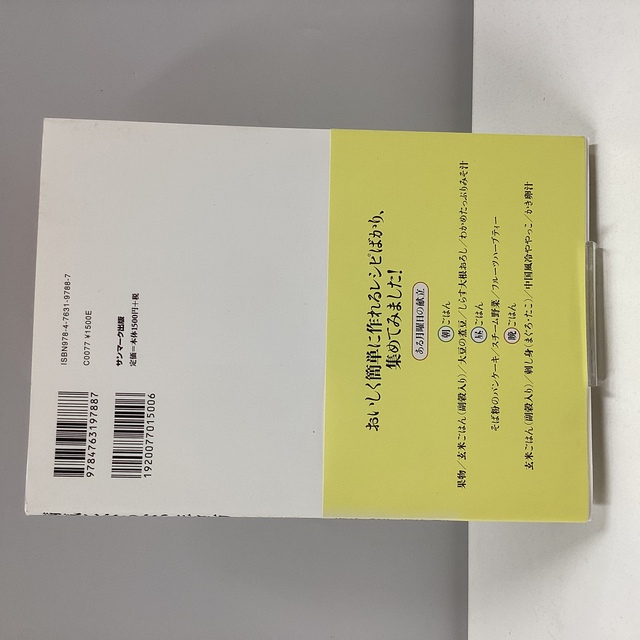 ISBN978-4-7631-9788-7
C0077 ¥1500E
サンマーク出版
定価=本体1500円+税
9784763197887
1920077015006
おいしく簡単に作れるレシピばかり、
集めてみました!
ある月曜日の献立
朝ごはん
果物/玄米ごはん(副穀入り)/大豆の煮豆/しらす大根おろし/わかめたっぷりみそ汁
昼ごはん
そば粉のパンケーキ/スチーム野菜/フルーツハーブティー
晩ごはん
玄米ごはん(副穀入り)/刺し身(まぐろ・たこ)/中国風冷ややっこ/かき卵汁